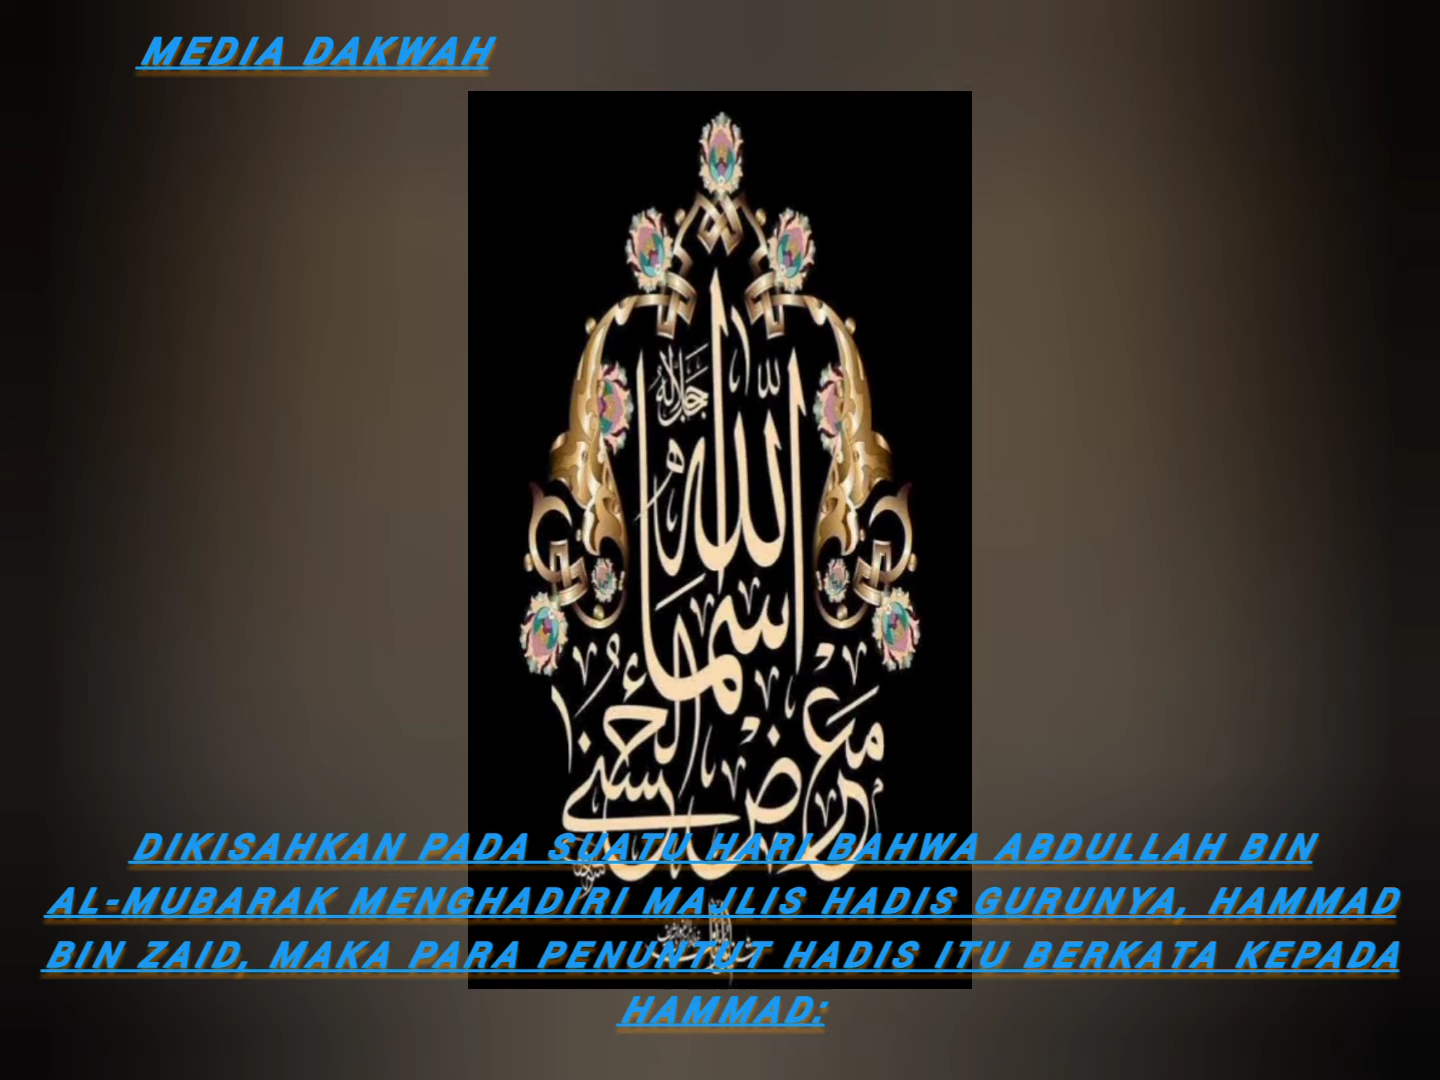 MEDIA DAKWAH
جل جلاله
الله
اسماء
الحسنى
معرض
DIKISAHKAN PADA SUATU HARI BAHWA ABDULLAH BIN
AL-MUBARAK MENGHADIRI MAJLIS HADIS GURUNYA, HAMMAD
BIN ZAID, MAKA PARA PENUNTUT HADIS ITU BERKATA KEPADA
HAMMAD: